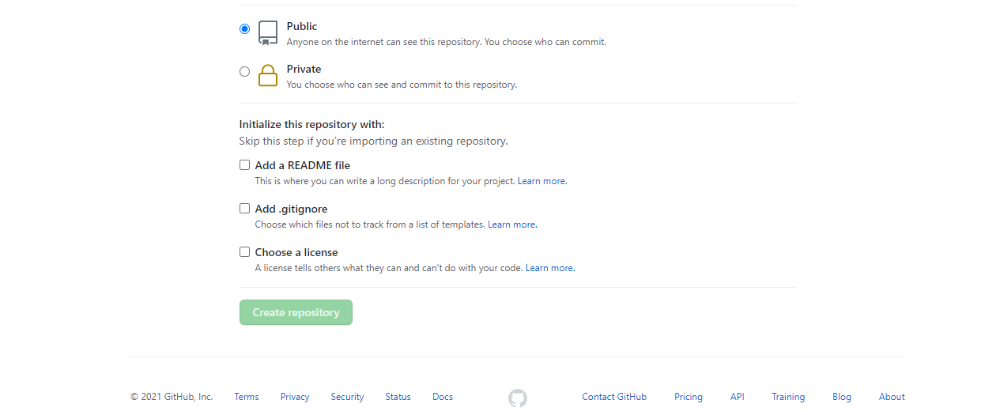 Public
Anyone on the internet can see this repository. You choose who can commit.
Private
You choose who can see and commit to this repository.
Initialize this repository with:
Skip this step if you're importing an existing repository.
Add a README file
This is where you can write a long description for your project. Learn more.
Add .gitignore
Choose which files not to track from a list of templates. Learn more.
Choose a license
A license tells others what they can and can't do with your code. Learn more.
Create repository
© 2021 GitHub, Inc. Terms Privacy Security Status Docs Contact GitHub Pricing API Training Blog About